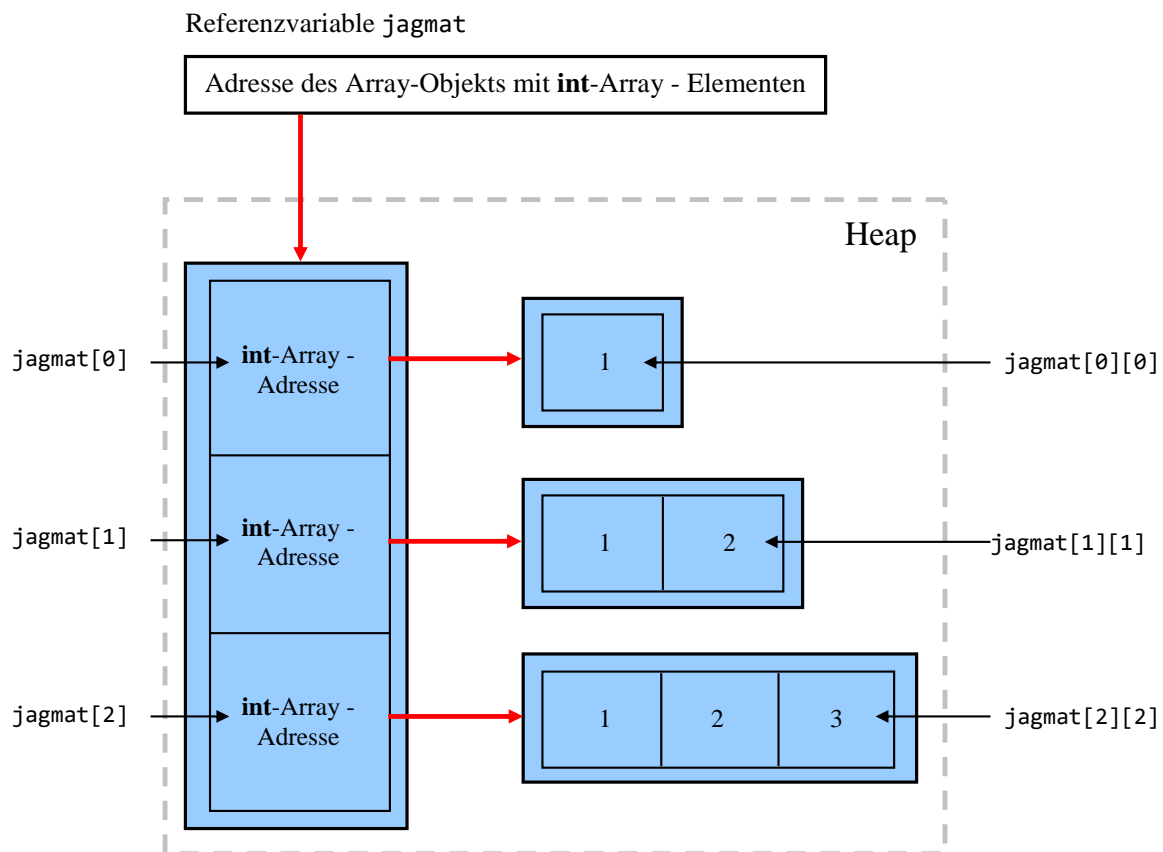 Referenzvariable jagmat
Adresse des Array-Objekts mit int-Array - Elementen
Heap
jagmat[0]
int-Array -
Adresse
1
jagmat[0][0]
jagmat[1]
int-Array -
Adresse
1 2
jagmat[1][1]
jagmat[2]
int-Array -
Adresse
1 2 3
jagmat[2][2]